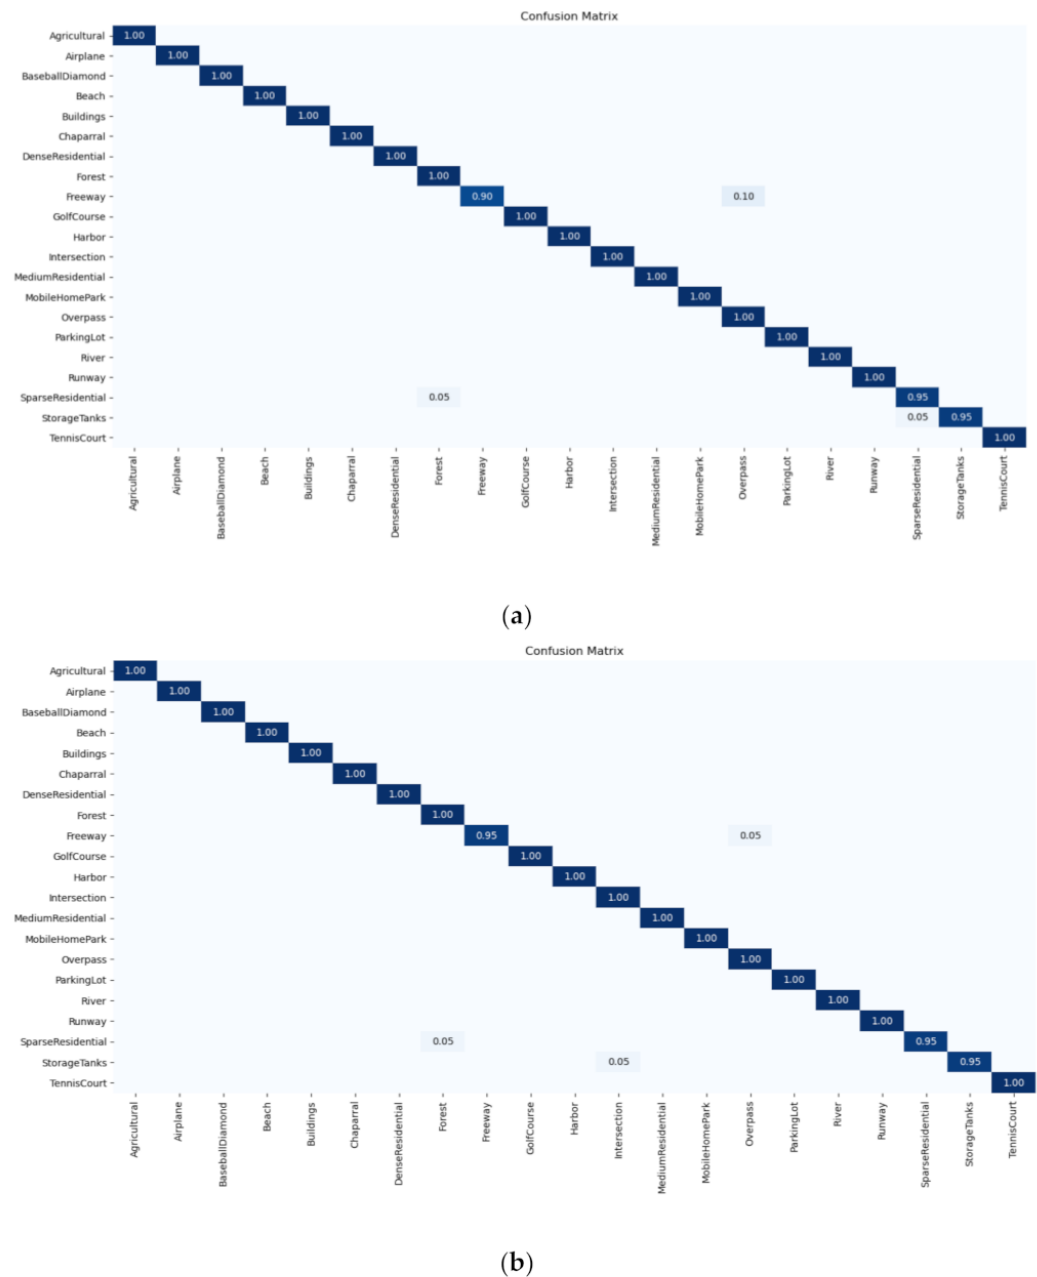 Confusion Matrix
Agricultural 1.00
Airplane 1.00
BaseballDiamond 1.00
Beach 1.00
Buildings 1.00
Chaparral 1.00
DenseResidential 1.00
Forest 1.00
Freeway 0.90 0.10
GolfCourse 1.00
Harbor 1.00
Intersection 1.00
MediumResidential 1.00
MobileHomePark 1.00
Overpass 1.00
ParkingLot 1.00
River 1.00
Runway 1.00
SparseResidential 0.05 0.95
StorageTanks 0.05 0.95
TennisCourt 1.00
Agricultural Airplane BaseballDiamond Beach Buildings Chaparral DenseResidential Forest Freeway GolfCourse Harbor Intersection MediumResidential MobileHomePark Overpass ParkingLot River Runway SparseResidential StorageTanks TennisCourt
(a)
Confusion Matrix
Agricultural 1.00
Airplane 1.00
BaseballDiamond 1.00
Beach 1.00
Buildings 1.00
Chaparral 1.00
DenseResidential 1.00
Forest 1.00
Freeway 0.95 0.05
GolfCourse 1.00
Harbor 1.00
Intersection 1.00
MediumResidential 1.00
MobileHomePark 1.00
Overpass 1.00
ParkingLot 1.00
River 1.00
Runway 1.00
SparseResidential 0.05 0.95
StorageTanks 0.05 0.95
TennisCourt 1.00
Agricultural Airplane BaseballDiamond Beach Buildings Chaparral DenseResidential Forest Freeway GolfCourse Harbor Intersection MediumResidential MobileHomePark Overpass ParkingLot River Runway SparseResidential StorageTanks TennisCourt
(b)